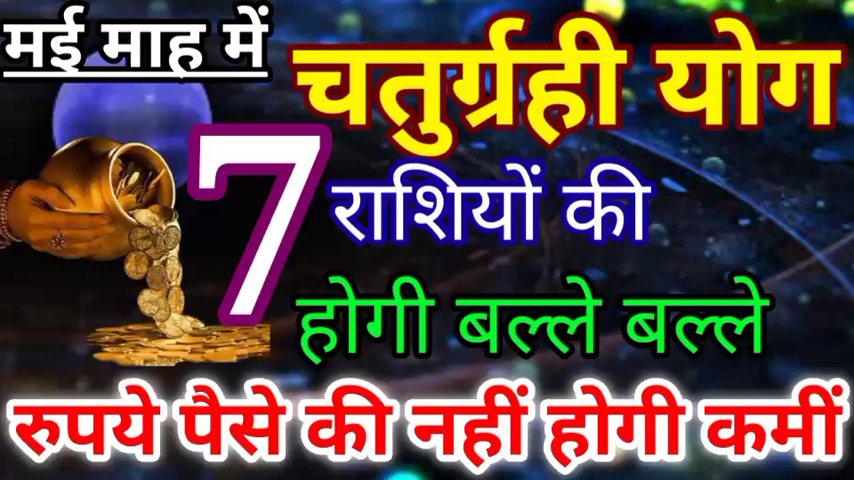 मई माह में
चतुर्ग्रही योग
7 राशियों की
होगी बल्ले बल्ले
रुपये पैसे की नहीं होगी कमीं